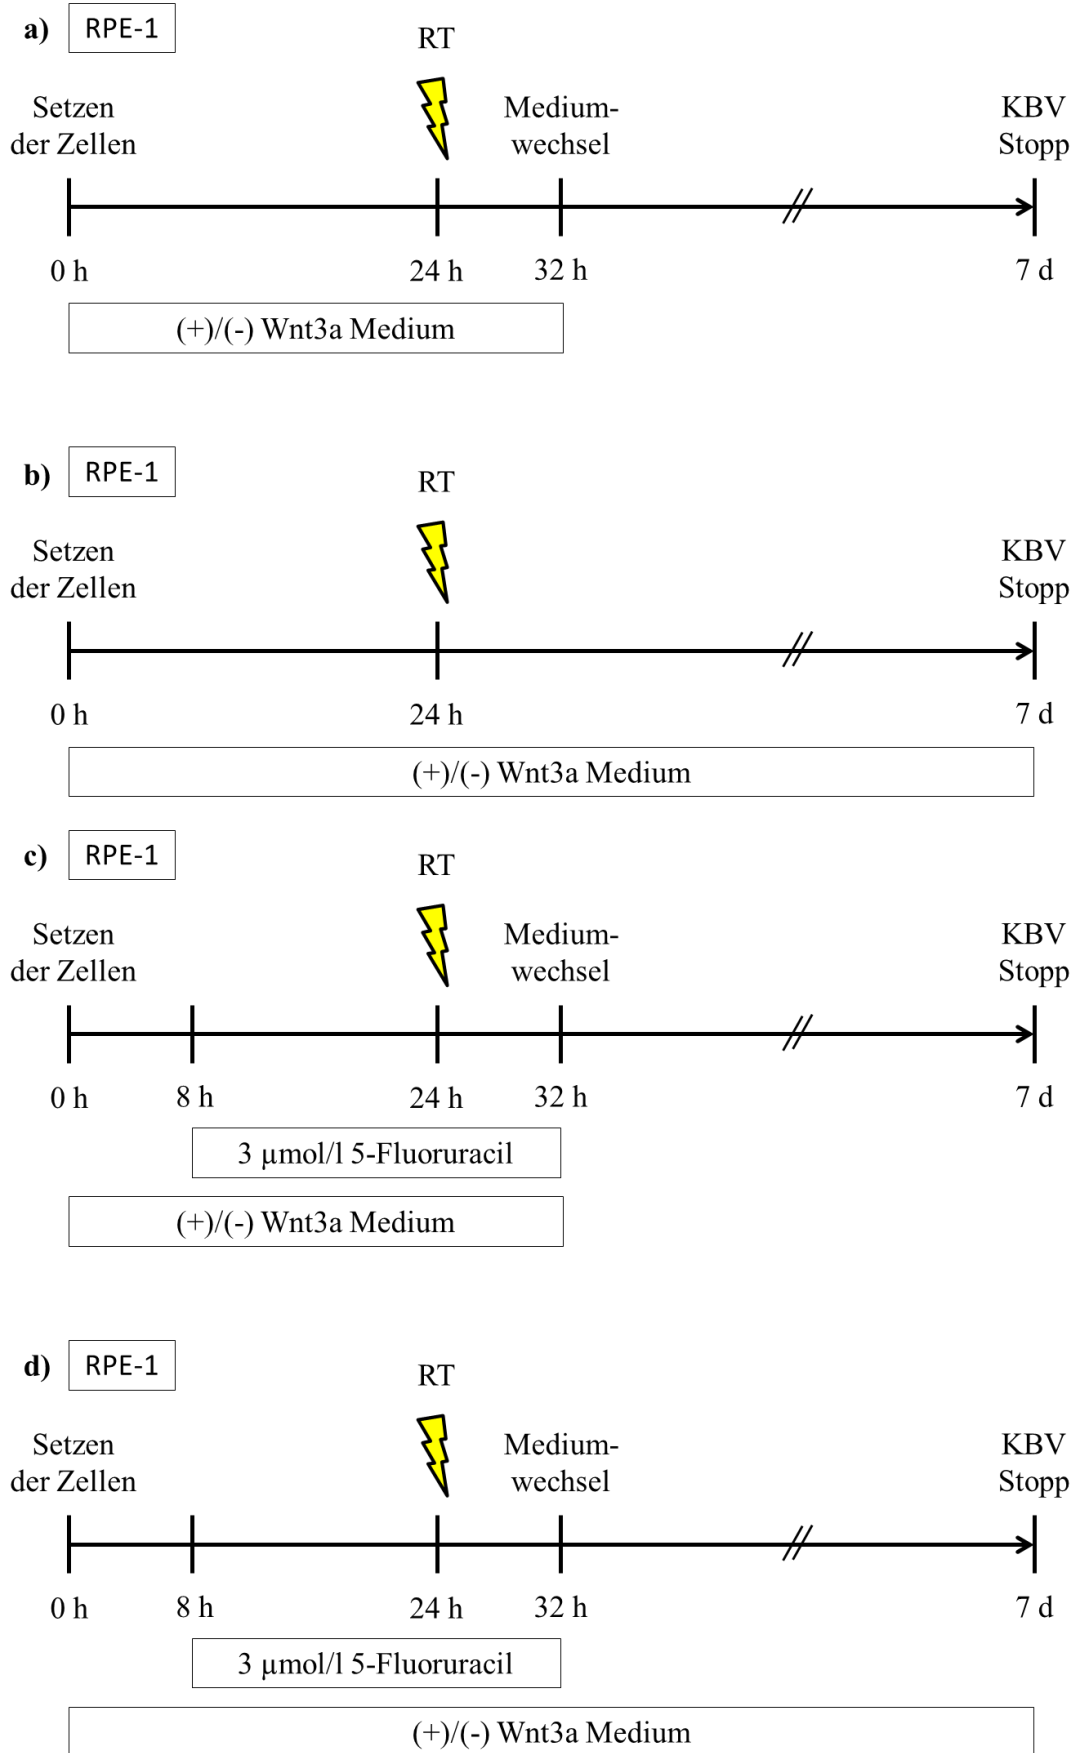 a) RPE-1
RT
Setzen
der Zellen
Medium-
wechsel
KBV
Stopp
0 h 24 h 32 h 7 d
(+)/(-) Wnt3a Medium
b) RPE-1
RT
Setzen
der Zellen
KBV
Stopp
0 h 24 h 7 d
(+)/(-) Wnt3a Medium
c) RPE-1
RT
Setzen
der Zellen
Medium-
wechsel
KBV
Stopp
0 h 8 h 24 h 32 h 7 d
3 µmol/l 5-Fluoruracil
(+)/(-) Wnt3a Medium
d) RPE-1
RT
Setzen
der Zellen
Medium-
wechsel
KBV
Stopp
0 h 8 h 24 h 32 h 7 d
3 µmol/l 5-Fluoruracil
(+)/(-) Wnt3a Medium